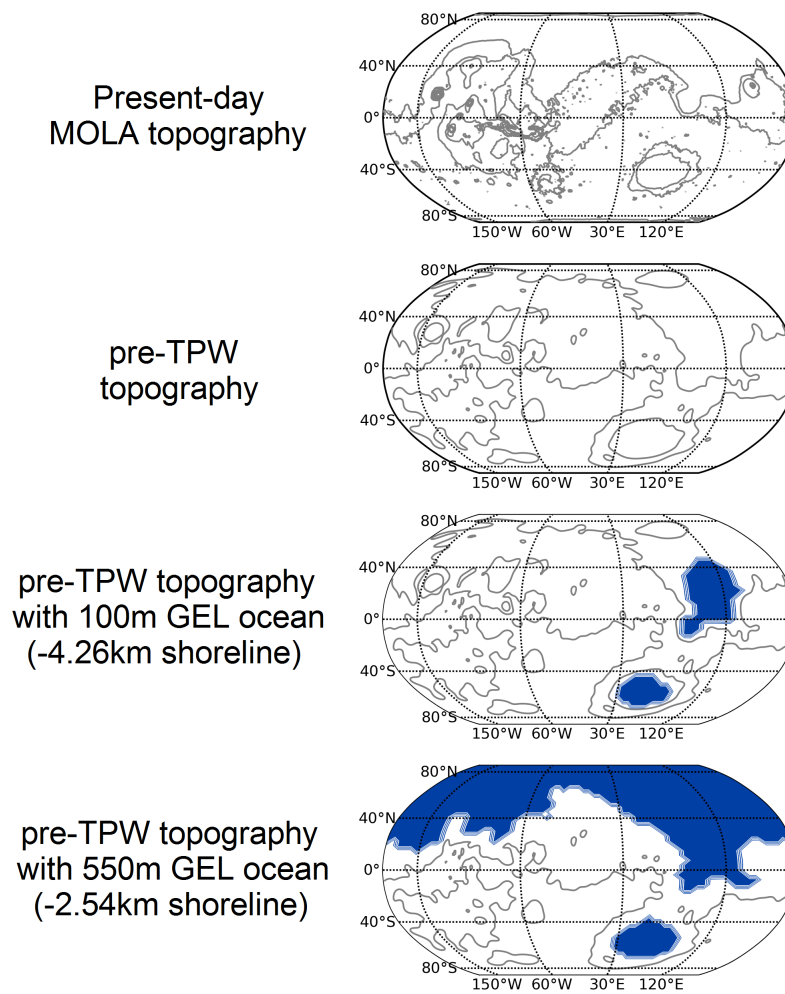 Present-day
MOLA topography
80°N
40°N
0°
40°S
80°S
150°W 60°W 30°E 120°E
pre-TPW
topography
80°N
40°N
0°
40°S
80°S
150°W 60°W 30°E 120°E
pre-TPW topography
with 100m GEL ocean
(-4.26km shoreline)
80°N
40°N
0°
40°S
80°S
150°W 60°W 30°E 120°E
pre-TPW topography
with 550m GEL ocean
(-2.54km shoreline)
80°N
40°N
0°
40°S
80°S
150°W 60°W 30°E 120°E